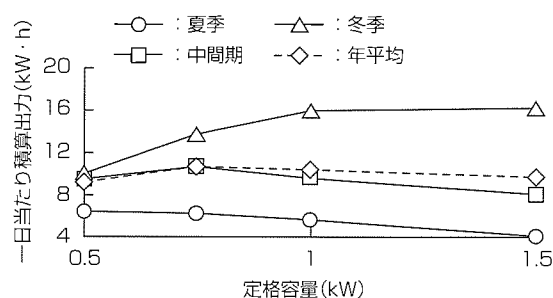 ○：夏季
△：冬季
□：中間期
◇：年平均
一日当たり積算出力(kW・h)
20
16
12
8
4
0.5
1
1.5
定格容量(kW)